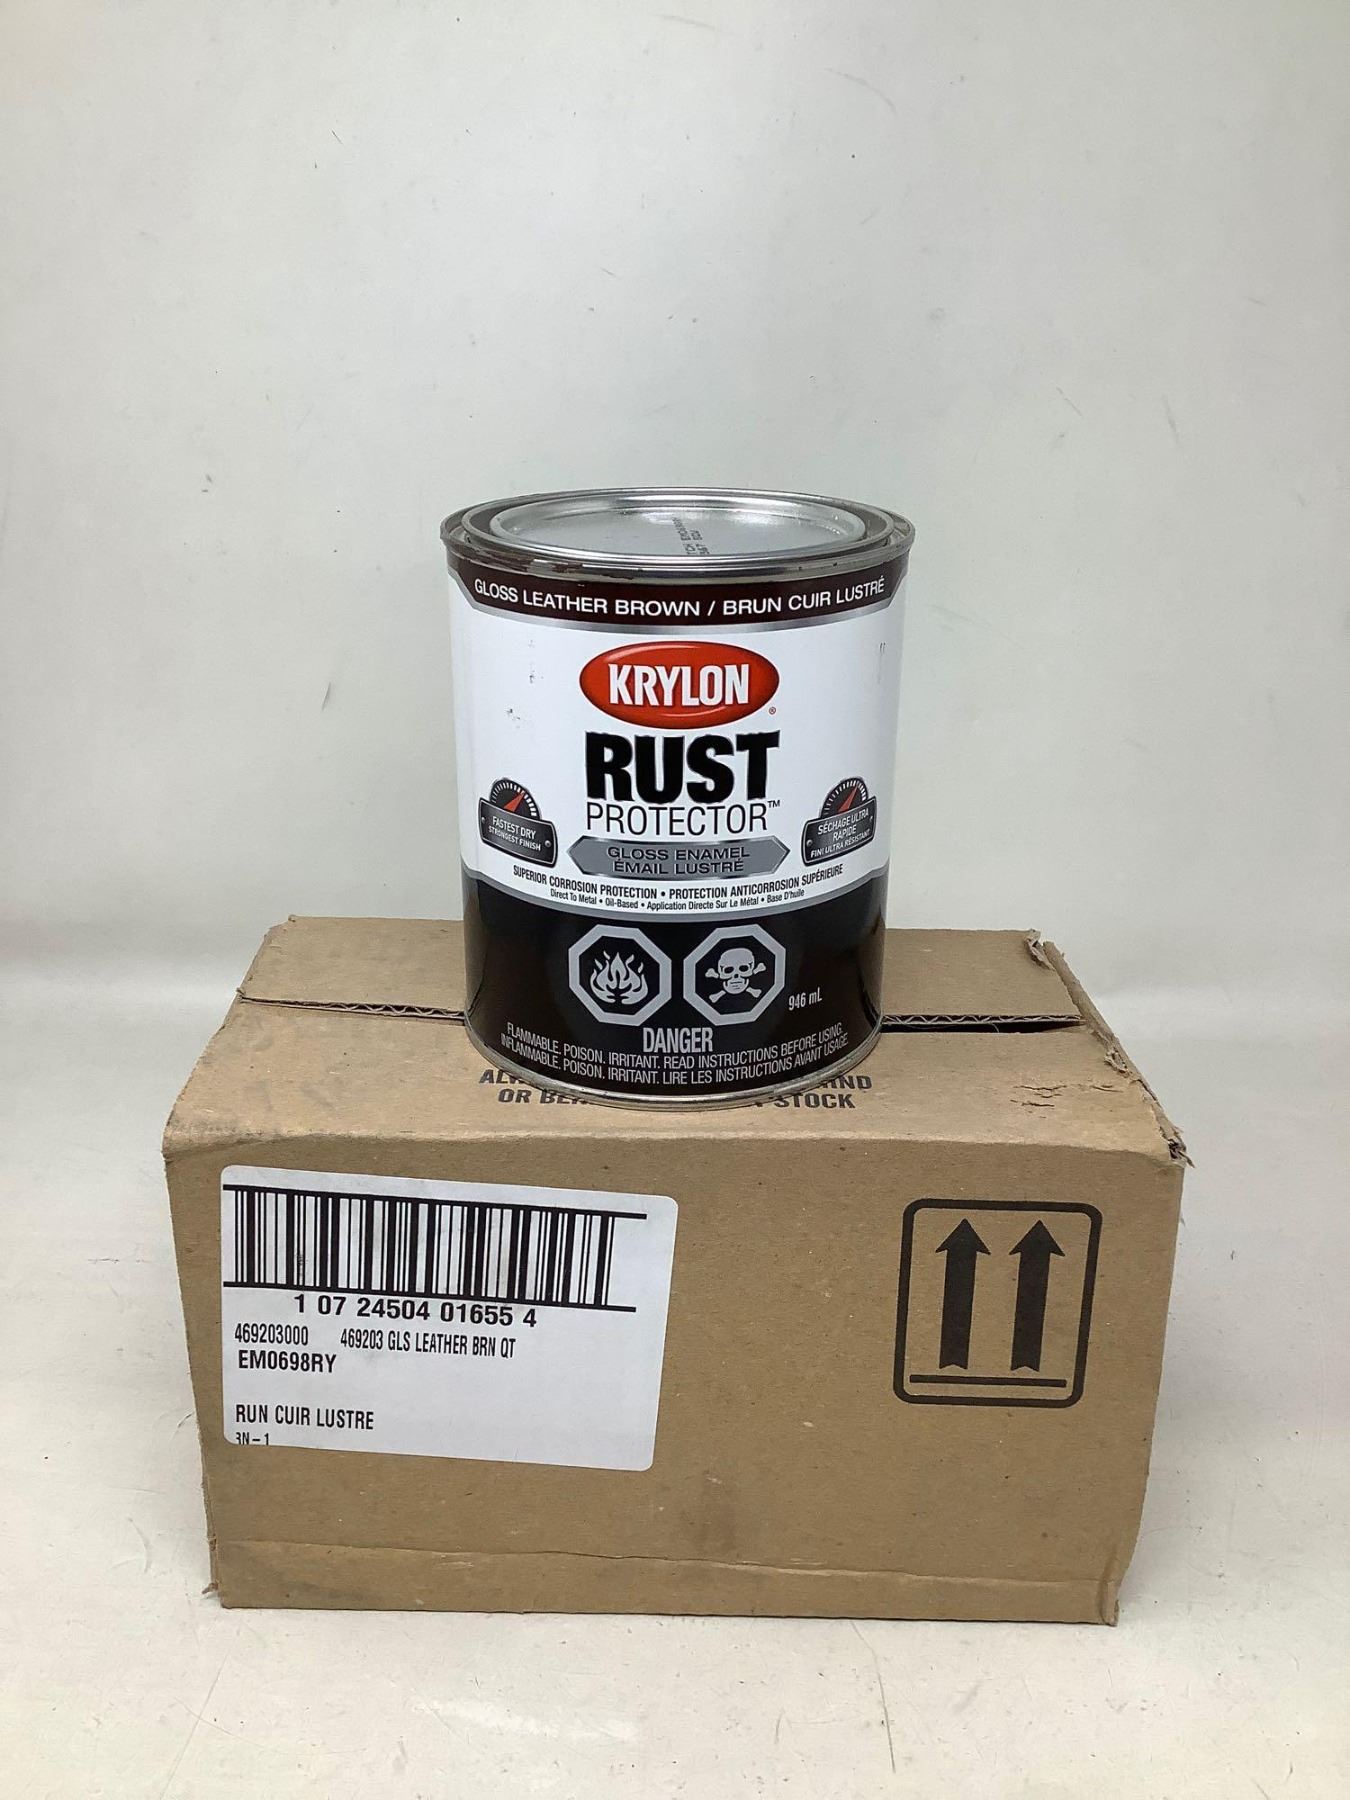 GLOSS LEATHER BROWN / BRUN CUIR LUSTRÉ
KRYLON®
RUST
PROTECTOR™
FASTEST DRY
STRONGEST FINISH
SÉCHAGE ULTRA
RAPIDE
FINI ULTRA RÉSISTANT
GLOSS ENAMEL
ÉMAIL LUSTRÉ
SUPERIOR CORROSION PROTECTION • PROTECTION ANTICORROSION SUPÉRIEURE
Direct To Metal • Oil-Based • Application Directe Sur Le Métal • Base D'huile
946 mL
DANGER
FLAMMABLE. POISON. IRRITANT. READ INSTRUCTIONS BEFORE USING.
INFLAMMABLE. POISON. IRRITANT. LIRE LES INSTRUCTIONS AVANT USAGE.
OR STOCK
1 07 24504 01655 4
469203000 469203 GLS LEATHER BRN QT
EM0698RY
RUN CUIR LUSTRE